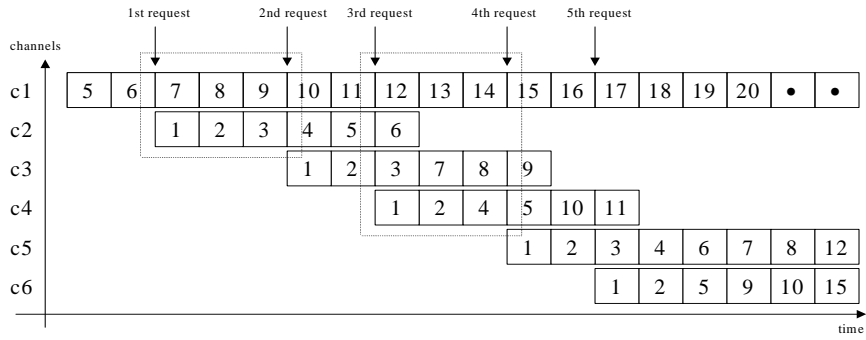 1st request 2nd request 3rd request 4th request 5th request
channels
c1 5 6 7 8 9 10 11 12 13 14 15 16 17 18 19 20 • •
c2 1 2 3 4 5 6
c3 1 2 3 7 8 9
c4 1 2 4 5 10 11
c5 1 2 3 4 6 7 8 12
c6 1 2 5 9 10 15
time